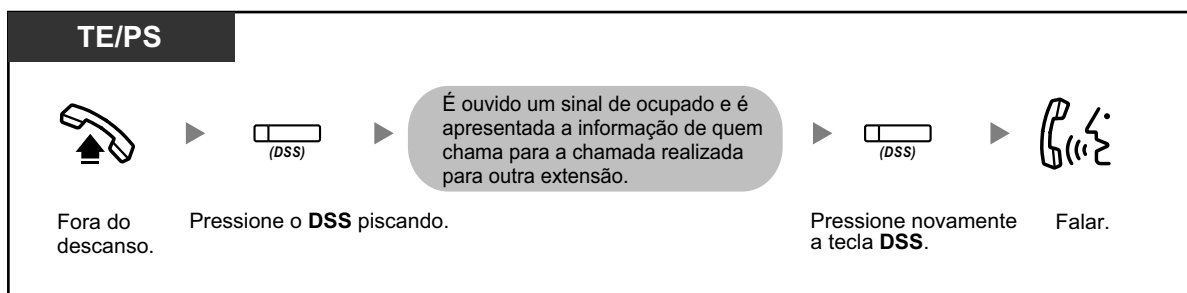 TE/PS
É ouvido um sinal de ocupado e é
apresentada a informação de quem
chama para a chamada realizada
para outra extensão.
(DSS)
(DSS)
Fora do
descanso.
Pressione o DSS piscando.
Pressione novamente
a tecla DSS.
Falar.